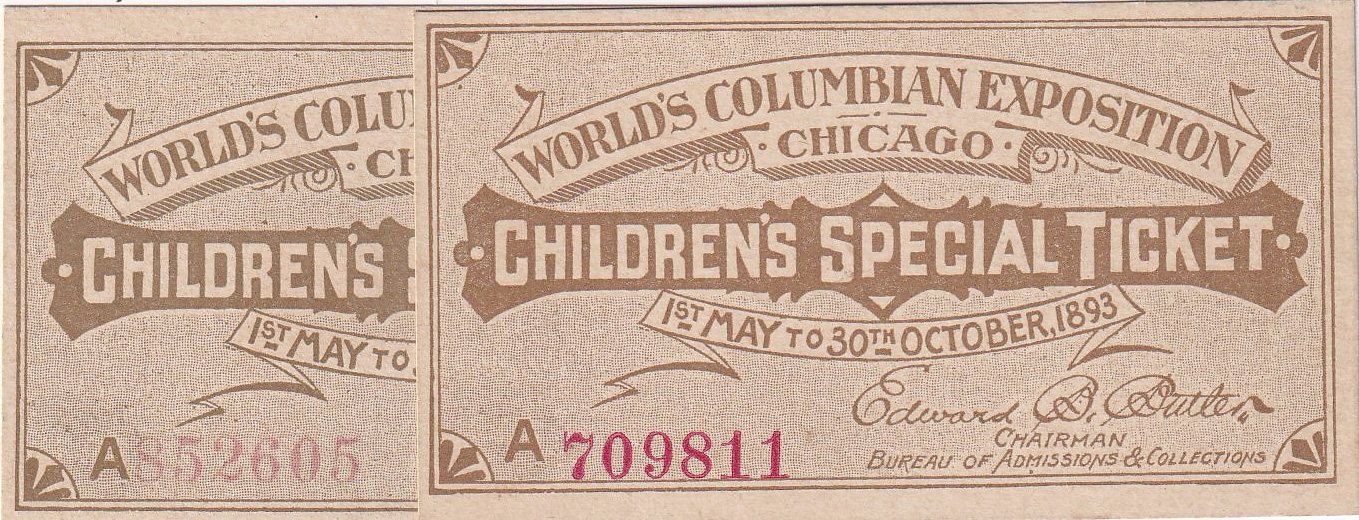 WORLD'S COLU
CH
CHILDREN'S
1ST MAY TO
A852605
WORLD'S COLUMBIAN EXPOSITION
CHICAGO
CHILDREN'S SPECIAL TICKET
1ST MAY TO 30TH OCTOBER, 1893
Edward B. Butler
CHAIRMAN
BUREAU OF ADMISSIONS & COLLECTIONS
A 709811